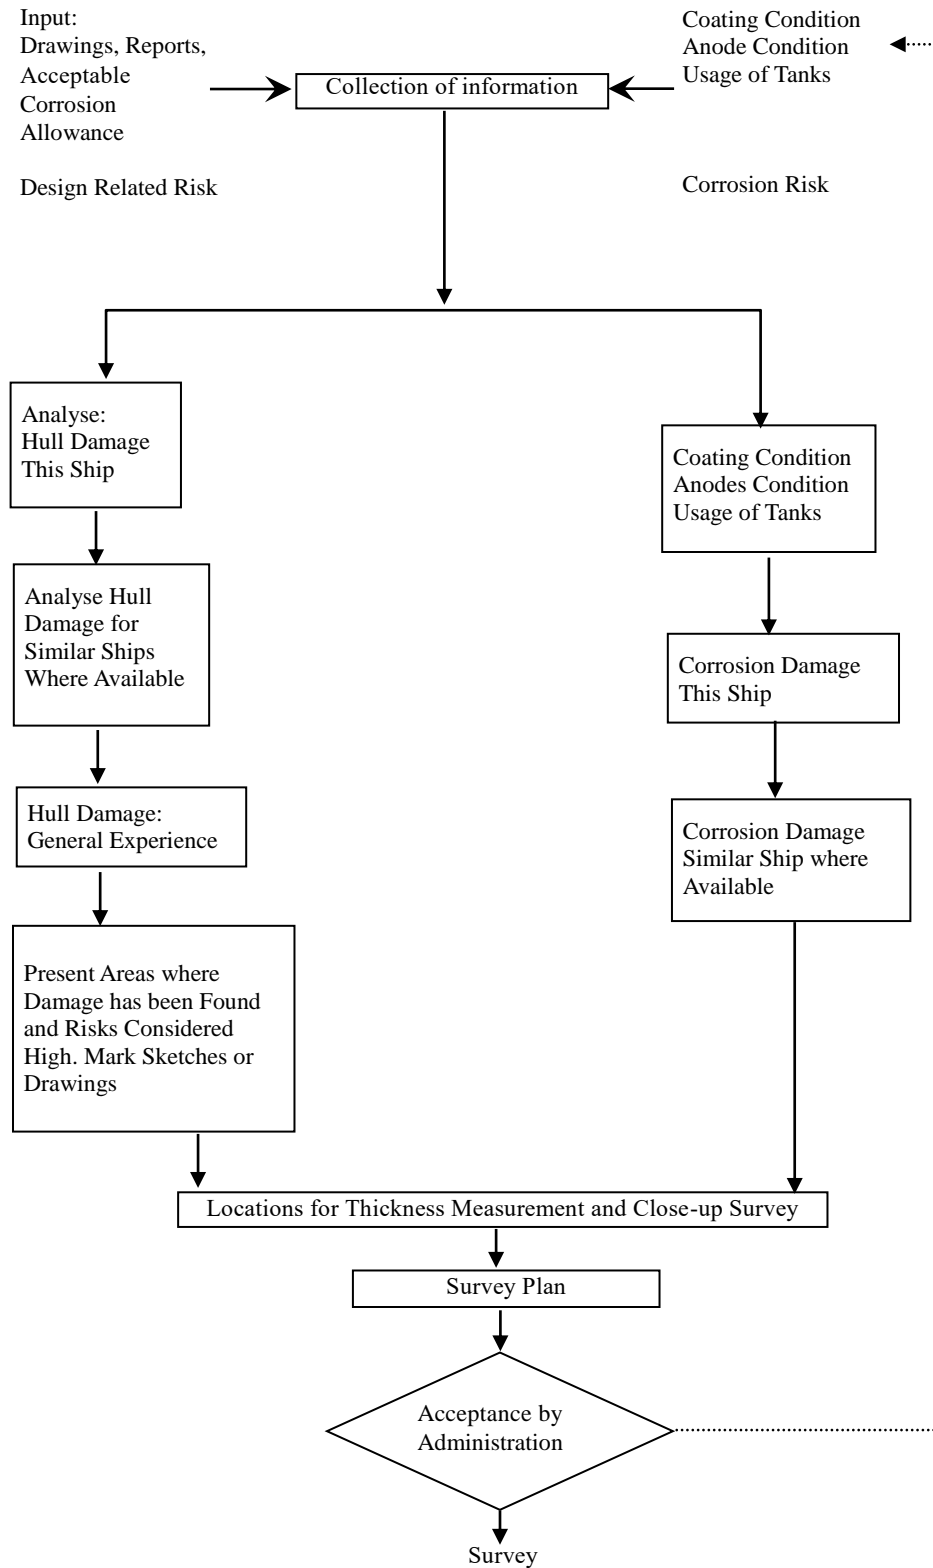 Input:
Drawings, Reports,
Acceptable
Corrosion
Allowance
Collection of information
Coating Condition
Anode Condition
Usage of Tanks
Design Related Risk
Corrosion Risk
Analyse:
Hull Damage
This Ship
Coating Condition
Anodes Condition
Usage of Tanks
Analyse Hull
Damage for
Similar Ships
Where Available
Corrosion Damage
This Ship
Hull Damage:
General Experience
Corrosion Damage
Similar Ship where
Available
Present Areas where
Damage has been Found
and Risks Considered
High. Mark Sketches or
Drawings
Locations for Thickness Measurement and Close-up Survey
Survey Plan
Acceptance by
Administration
Survey